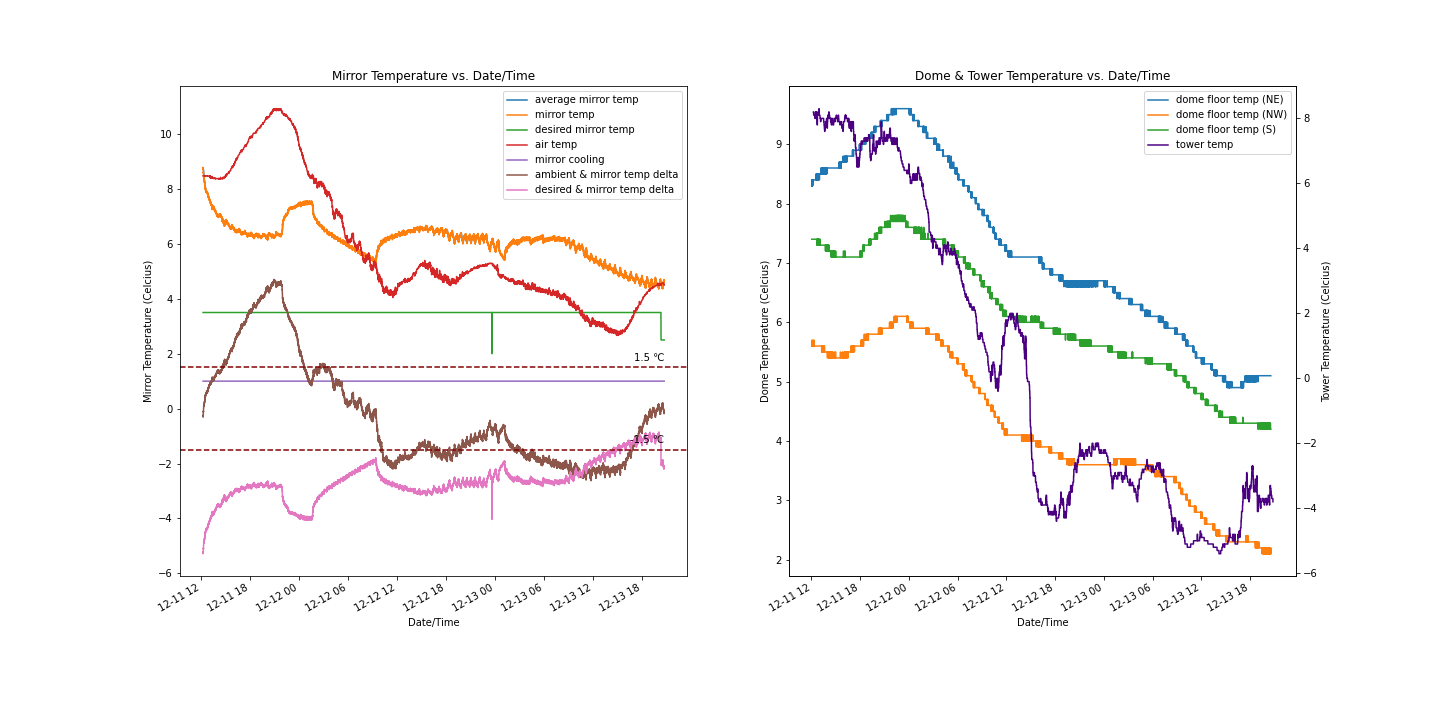 Mirror Temperature vs. Date/Time
average mirror temp
mirror temp
desired mirror temp
air temp
mirror cooling
ambient & mirror temp delta
desired & mirror temp delta
10
8
6
4
2
0
−2
−4
−6
Mirror Temperature (Celcius)
1.5 °C
-1.5 °C
12-11 12
12-11 18
12-12 00
12-12 06
12-12 12
12-12 18
12-13 00
12-13 06
12-13 12
12-13 18
Date/Time
Dome & Tower Temperature vs. Date/Time
dome floor temp (NE)
dome floor temp (NW)
dome floor temp (S)
tower temp
9
8
7
6
5
4
3
2
Dome Temperature (Celcius)
8
6
4
2
0
−2
−4
−6
Tower Temperature (Celcius)
12-11 12
12-11 18
12-12 00
12-12 06
12-12 12
12-12 18
12-13 00
12-13 06
12-13 12
12-13 18
Date/Time